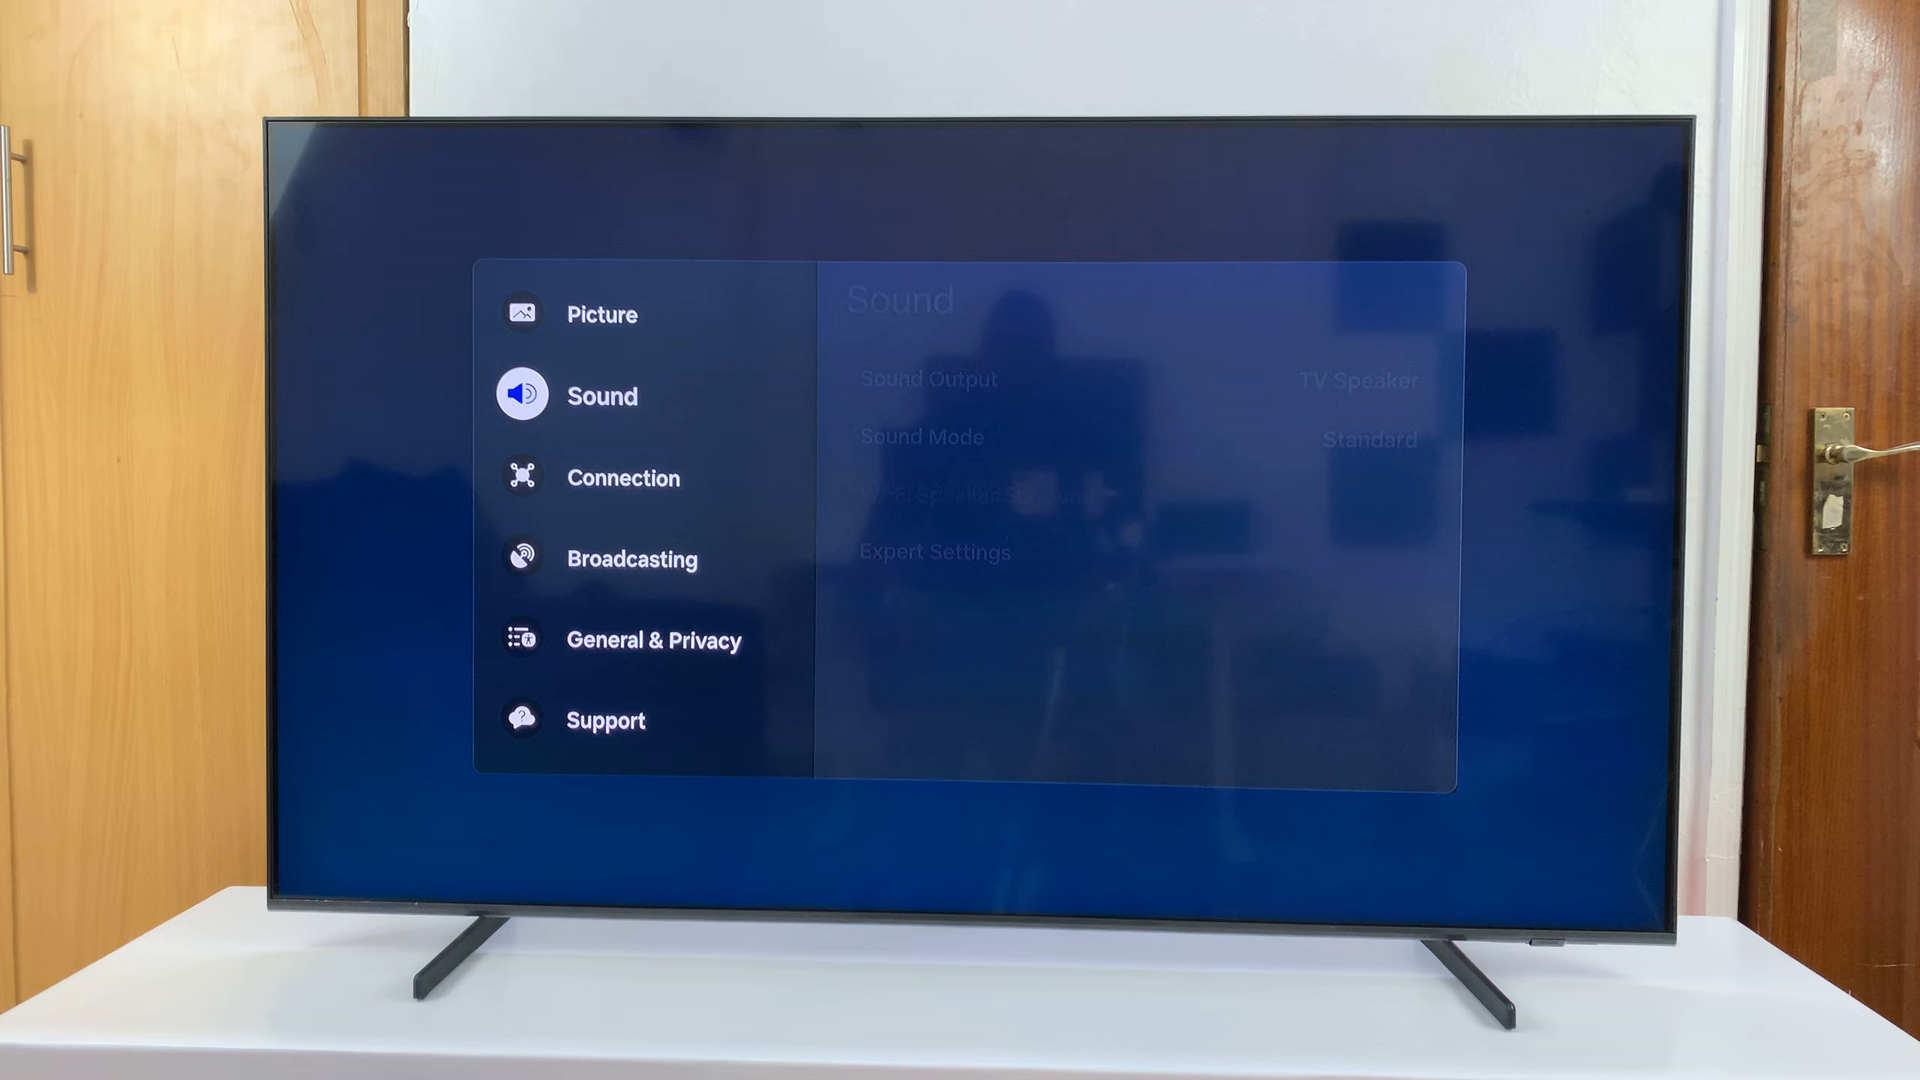 Picture
Sound
Connection
Broadcasting
General & Privacy
Support
Sound
Sound Output TV Speaker
Sound Mode Standard
Expert Settings